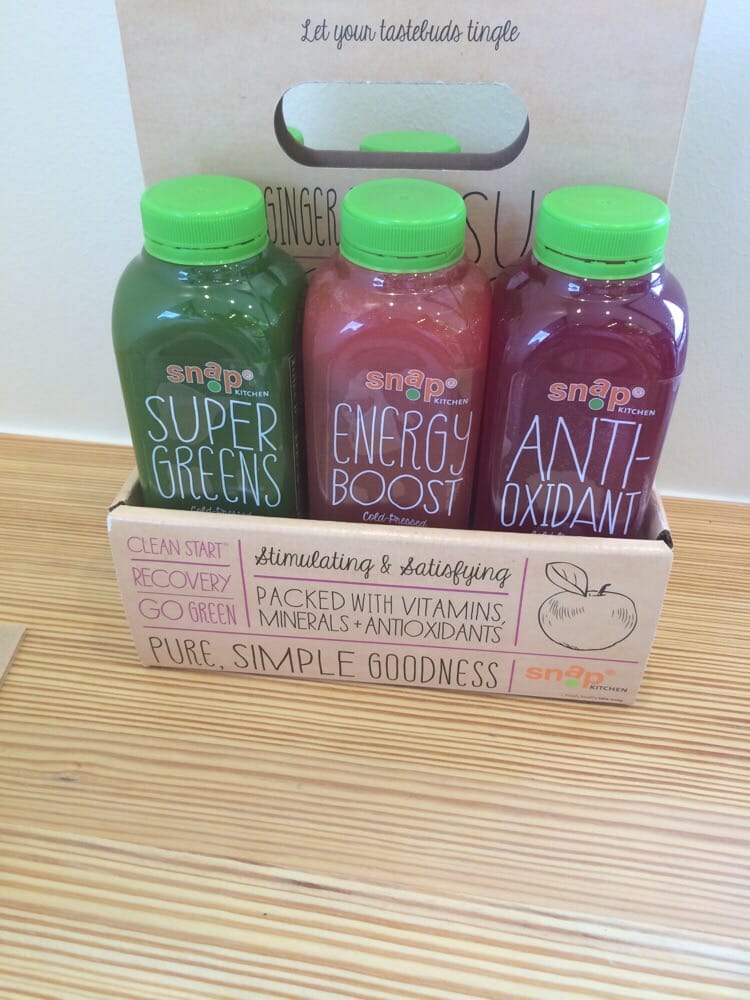 Let your tastebuds tingle
GINGER
SU
snap®
KITCHEN
SUPER
GREENS
Cold-Pressed
snap®
KITCHEN
ENERGY
BOOST
Cold-Pressed
snap®
KITCHEN
ANTI-
OXIDANT
CLEAN START®
RECOVERY
GO GREEN
Stimulating & Satisfying
PACKED WITH VITAMINS,
MINERALS + ANTIOXIDANTS
PURE, SIMPLE GOODNESS
snap®
KITCHEN